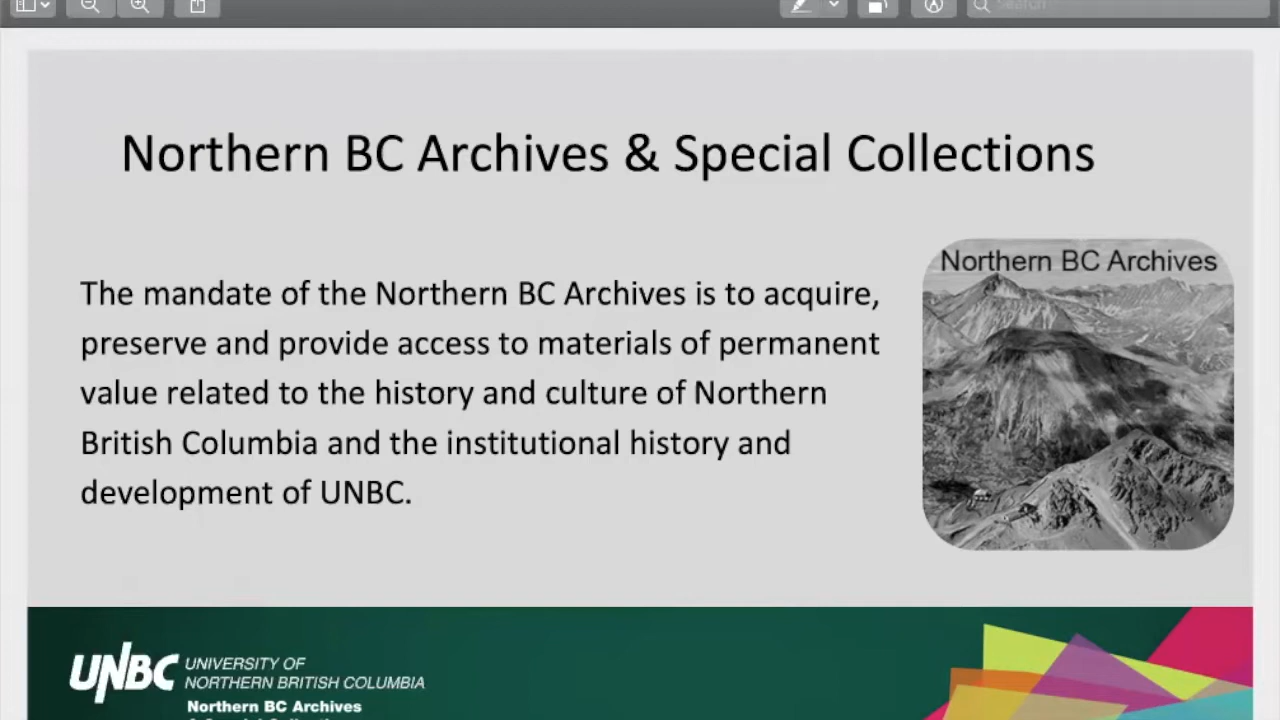 Search
Northern BC Archives & Special Collections
Northern BC Archives
The mandate of the Northern BC Archives is to acquire,
preserve and provide access to materials of permanent
value related to the history and culture of Northern
British Columbia and the institutional history and
development of UNBC.
UNBC UNIVERSITY OF
NORTHERN BRITISH COLUMBIA
Northern BC Archives